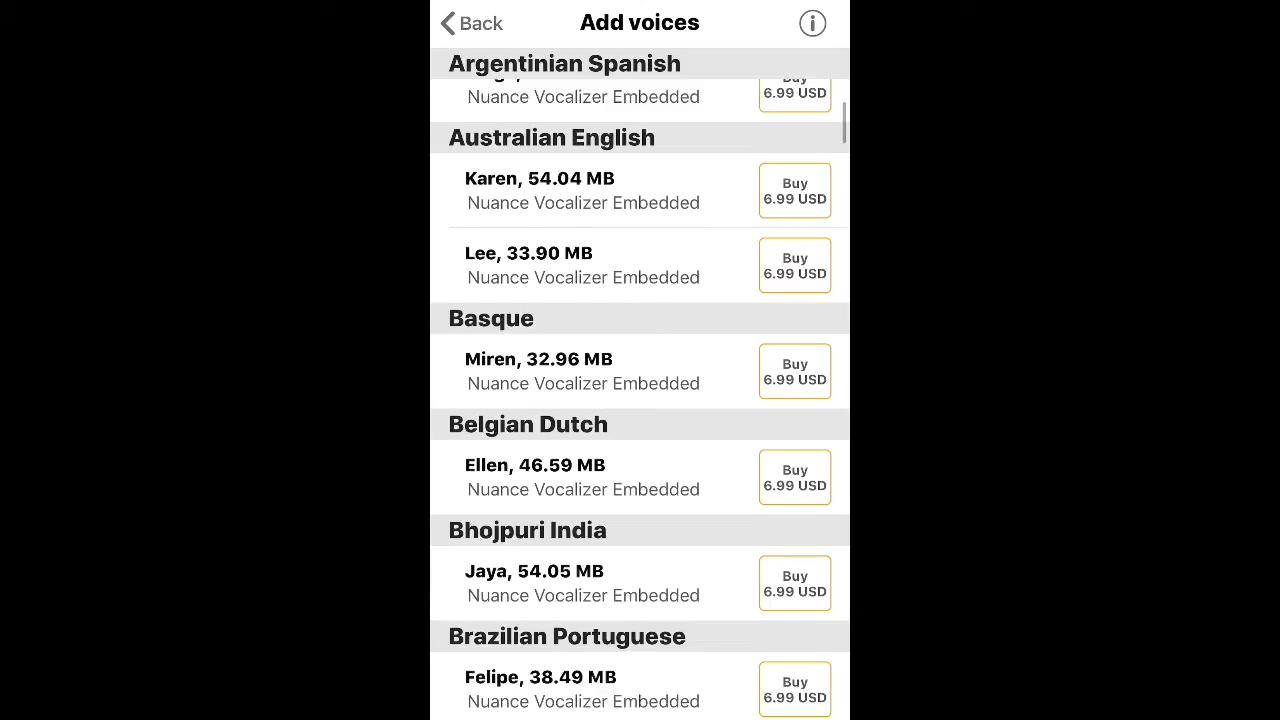 Back
Add voices
Argentinian Spanish
Nuance Vocalizer Embedded
6.99 USD
Australian English
Karen, 54.04 MB
Nuance Vocalizer Embedded
Buy
6.99 USD
Lee, 33.90 MB
Nuance Vocalizer Embedded
Buy
6.99 USD
Basque
Miren, 32.96 MB
Nuance Vocalizer Embedded
Buy
6.99 USD
Belgian Dutch
Ellen, 46.59 MB
Nuance Vocalizer Embedded
Buy
6.99 USD
Bhojpuri India
Jaya, 54.05 MB
Nuance Vocalizer Embedded
Buy
6.99 USD
Brazilian Portuguese
Felipe, 38.49 MB
Nuance Vocalizer Embedded
Buy
6.99 USD